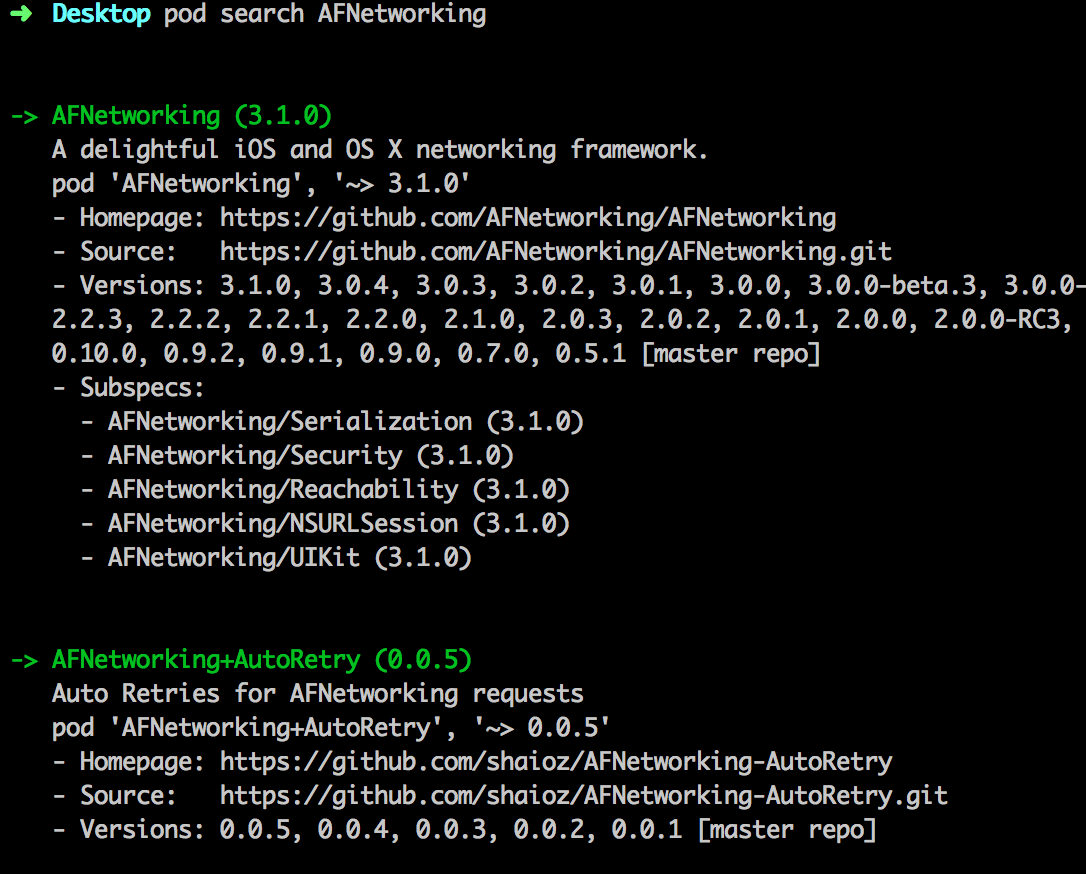 ➜ Desktop pod search AFNetworking
-> AFNetworking (3.1.0)
A delightful iOS and OS X networking framework.
pod 'AFNetworking', '~> 3.1.0'
- Homepage: https://github.com/AFNetworking/AFNetworking
- Source: https://github.com/AFNetworking/AFNetworking.git
- Versions: 3.1.0, 3.0.4, 3.0.3, 3.0.2, 3.0.1, 3.0.0, 3.0.0-beta.3, 3.0.0-
2.2.3, 2.2.2, 2.2.1, 2.2.0, 2.1.0, 2.0.3, 2.0.2, 2.0.1, 2.0.0, 2.0.0-RC3,
0.10.0, 0.9.2, 0.9.1, 0.9.0, 0.7.0, 0.5.1 [master repo]
- Subspecs:
- AFNetworking/Serialization (3.1.0)
- AFNetworking/Security (3.1.0)
- AFNetworking/Reachability (3.1.0)
- AFNetworking/NSURLSession (3.1.0)
- AFNetworking/UIKit (3.1.0)
-> AFNetworking+AutoRetry (0.0.5)
Auto Retries for AFNetworking requests
pod 'AFNetworking+AutoRetry', '~> 0.0.5'
- Homepage: https://github.com/shaioz/AFNetworking-AutoRetry
- Source: https://github.com/shaioz/AFNetworking-AutoRetry.git
- Versions: 0.0.5, 0.0.4, 0.0.3, 0.0.2, 0.0.1 [master repo]